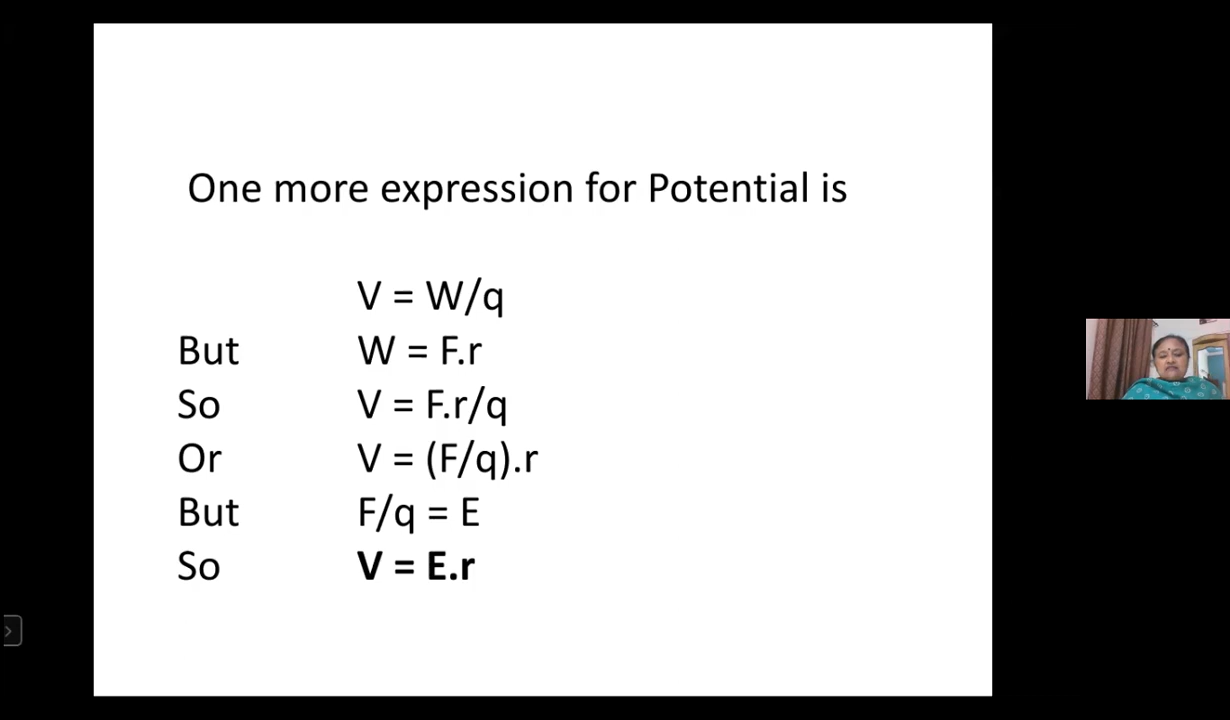 One more expression for Potential is
V = W/q
But W = F.r
So V = F.r/q
Or V = (F/q).r
But F/q = E
So V = E.r